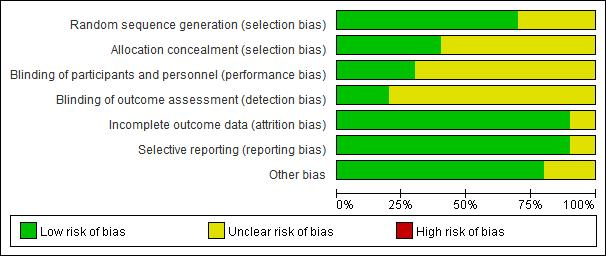 Random sequence generation (selection bias)
Allocation concealment (selection bias)
Blinding of participants and personnel (performance bias)
Blinding of outcome assessment (detection bias)
Incomplete outcome data (attrition bias)
Selective reporting (reporting bias)
Other bias
0% 25% 50% 75% 100%
Low risk of bias Unclear risk of bias High risk of bias